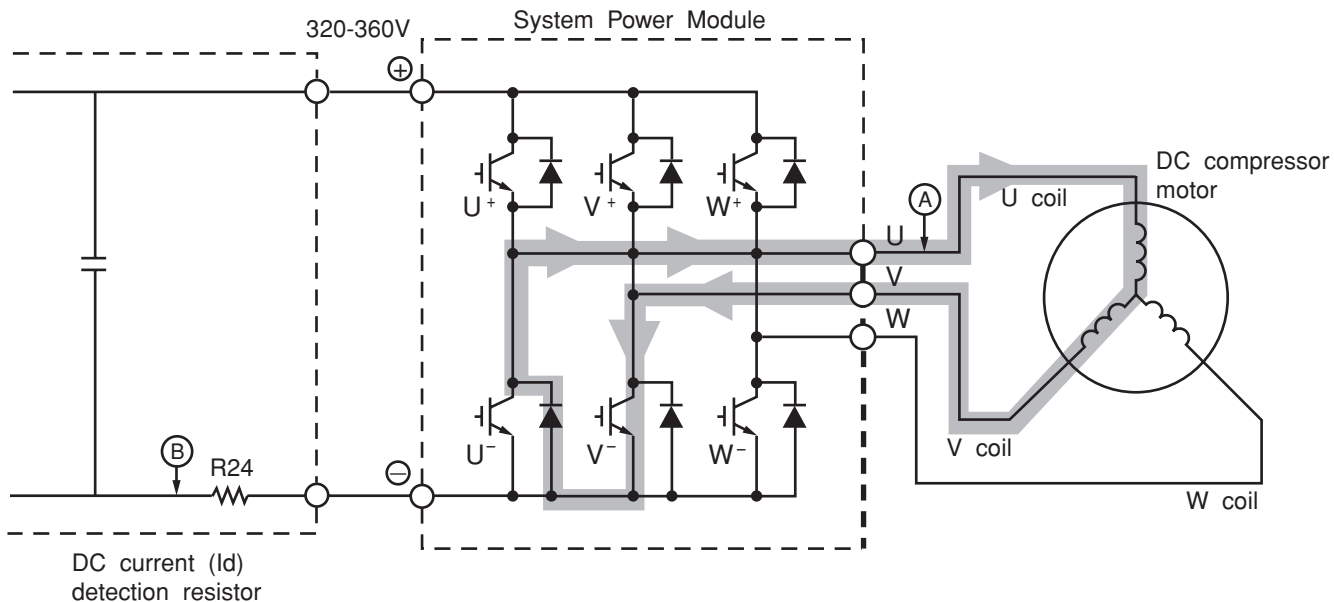 System Power Module
320-360V
+
U+
V+
W+
A
U coil
DC compressor
motor
U
V
W
U−
V−
W−
V coil
W coil
B
R24
−
DC current (Id)
detection resistor